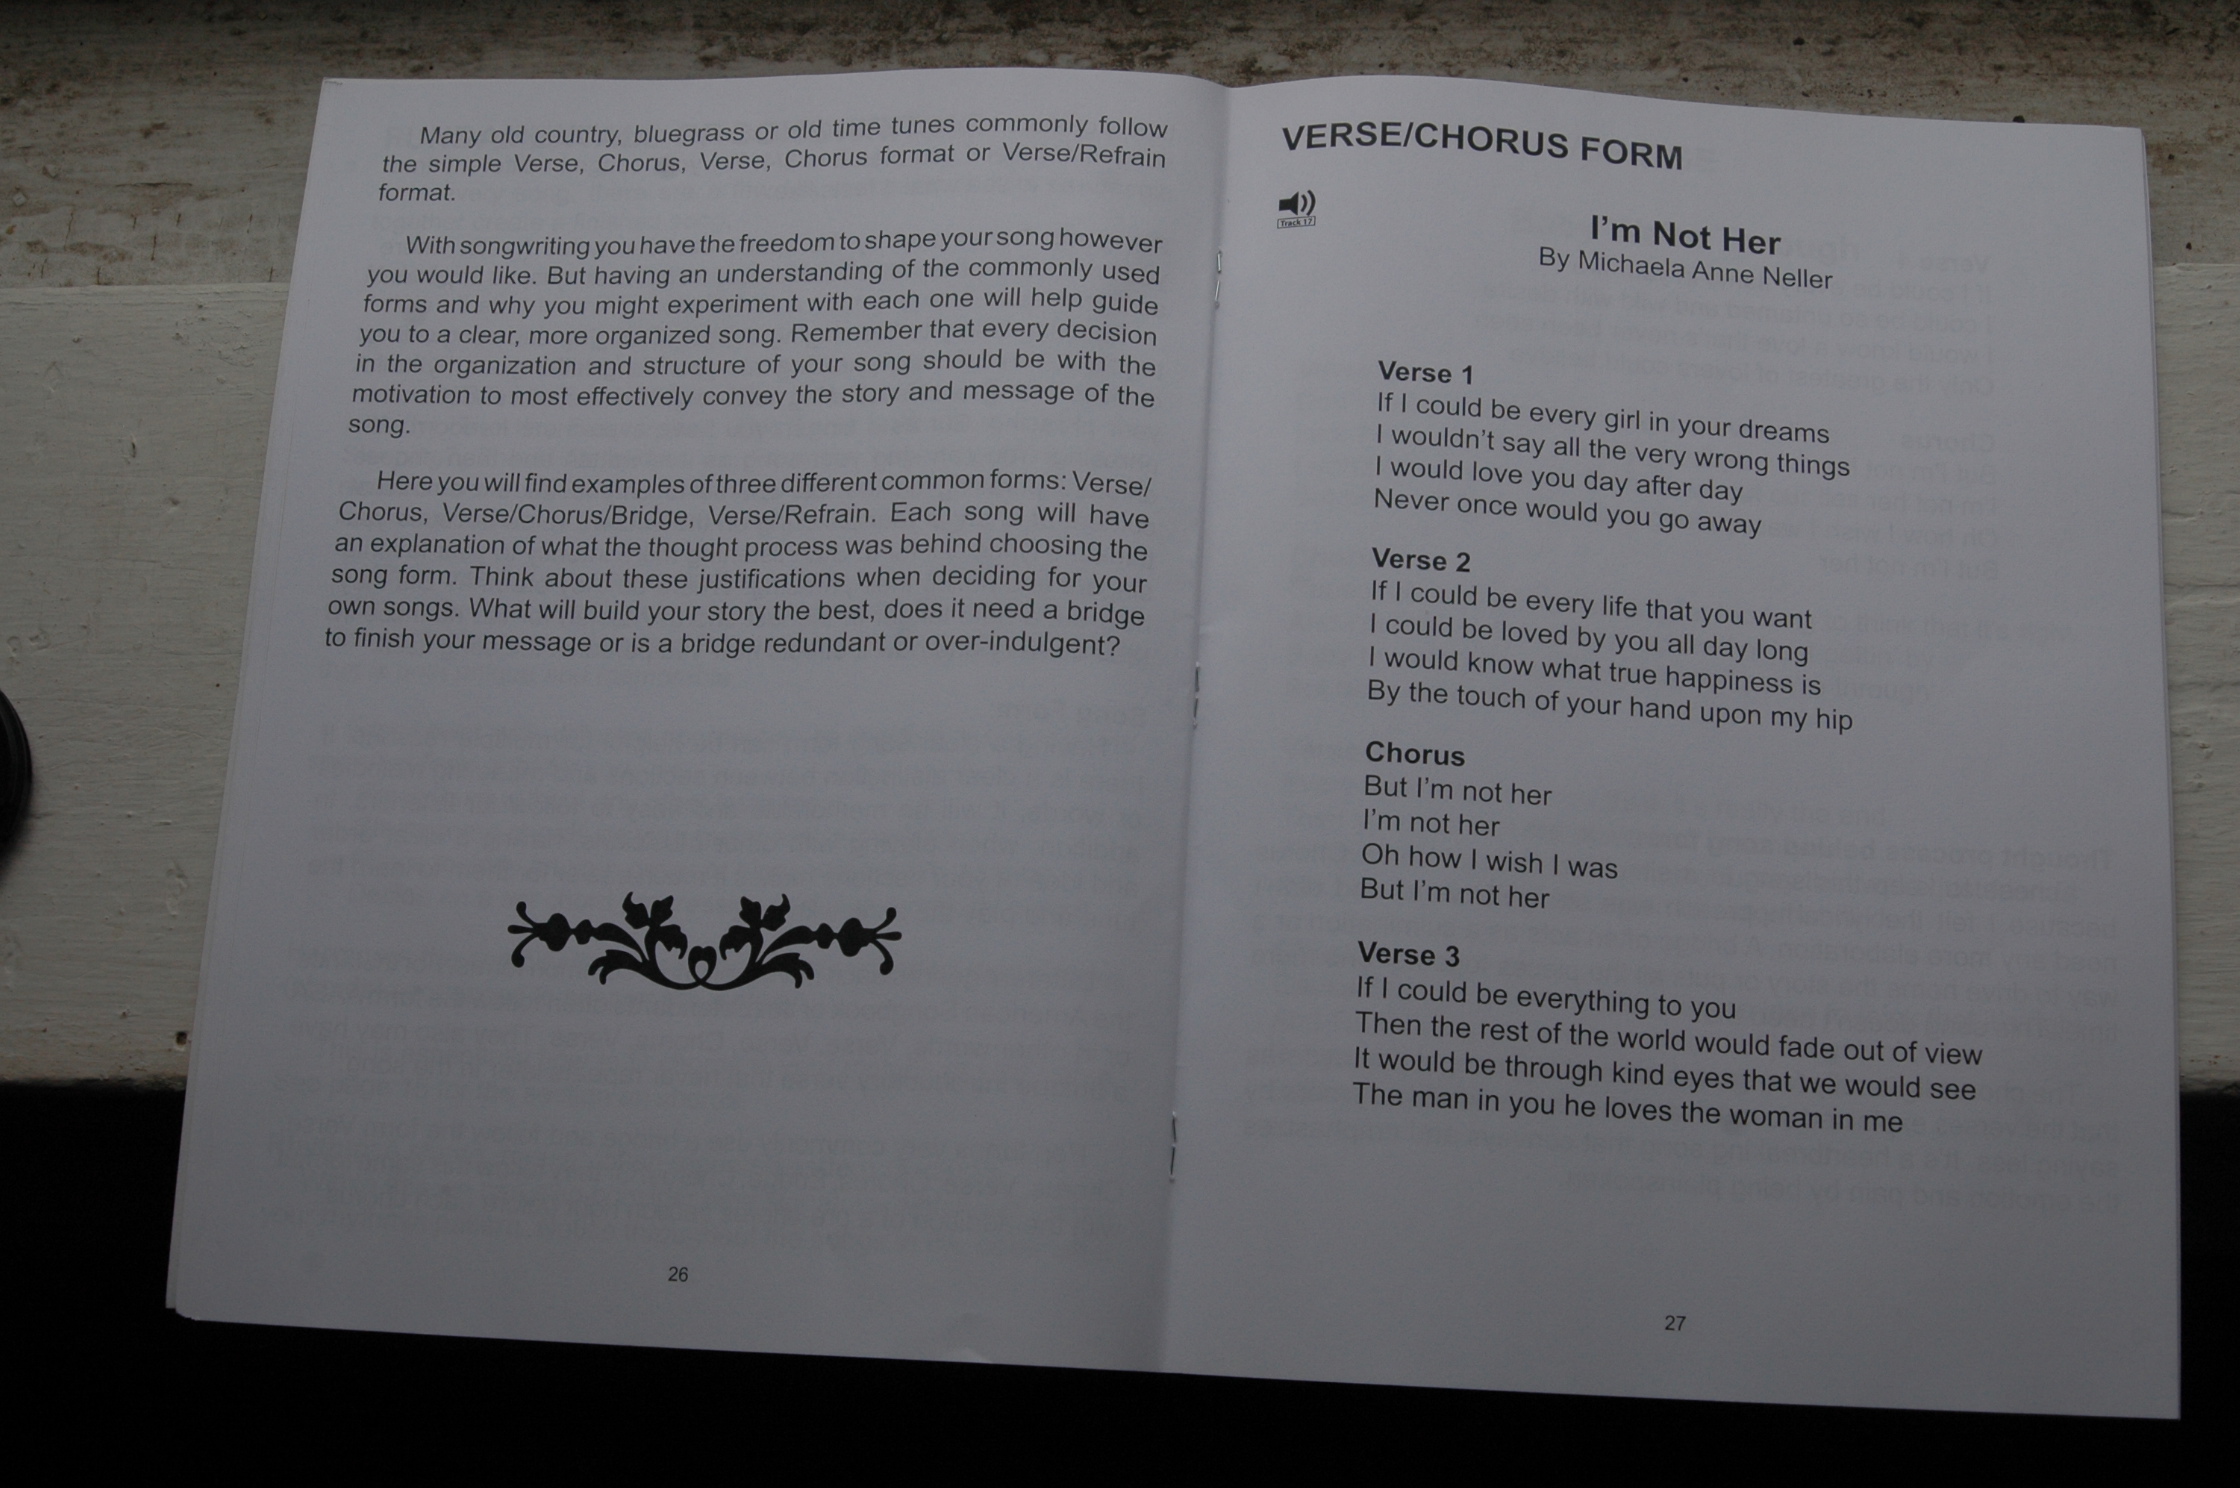 Many old country, bluegrass or old time tunes commonly follow
the simple Verse, Chorus, Verse, Chorus format or Verse/Refrain
format.
With songwriting you have the freedom to shape your song however
you would like. But having an understanding of the commonly used
forms and why you might experiment with each one will help guide
you to a clear, more organized song. Remember that every decision
in the organization and structure of your song should be with the
motivation to most effectively convey the story and message of the
song.
Here you will find examples of three different common forms: Verse/
Chorus, Verse/Chorus/Bridge, Verse/Refrain. Each song will have
an explanation of what the thought process was behind choosing the
song form. Think about these justifications when deciding for your
own songs. What will build your story the best, does it need a bridge
to finish your message or is a bridge redundant or over-indulgent?
26
VERSE/CHORUS FORM
Track 17
I'm Not Her
By Michaela Anne Neller
Verse 1
If I could be every girl in your dreams
I wouldn't say all the very wrong things
I would love you day after day
Never once would you go away
Verse 2
If I could be every life that you want
I could be loved by you all day long
I would know what true happiness is
By the touch of your hand upon my hip
Chorus
But I'm not her
I'm not her
Oh how I wish I was
But I'm not her
Verse 3
If I could be everything to you
Then the rest of the world would fade out of view
It would be through kind eyes that we would see
The man in you he loves the woman in me
27